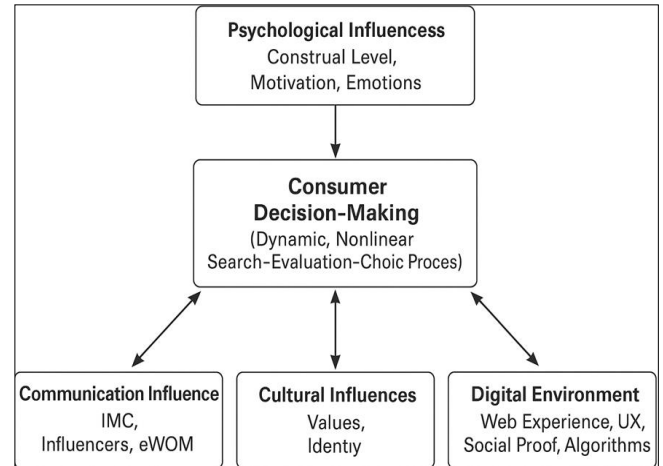 Psychological Influencess
Construal Level,
Motivation, Emotions
Consumer
Decision-Making
(Dynamic, Nonlinear
Search-Evaluation-Choic Proces)
Communication Influence
IMC,
Influencers, eWOM
Cultural Influences
Values,
Identıy
Digital Environment
Web Experience, UX,
Social Proof, Algorithms